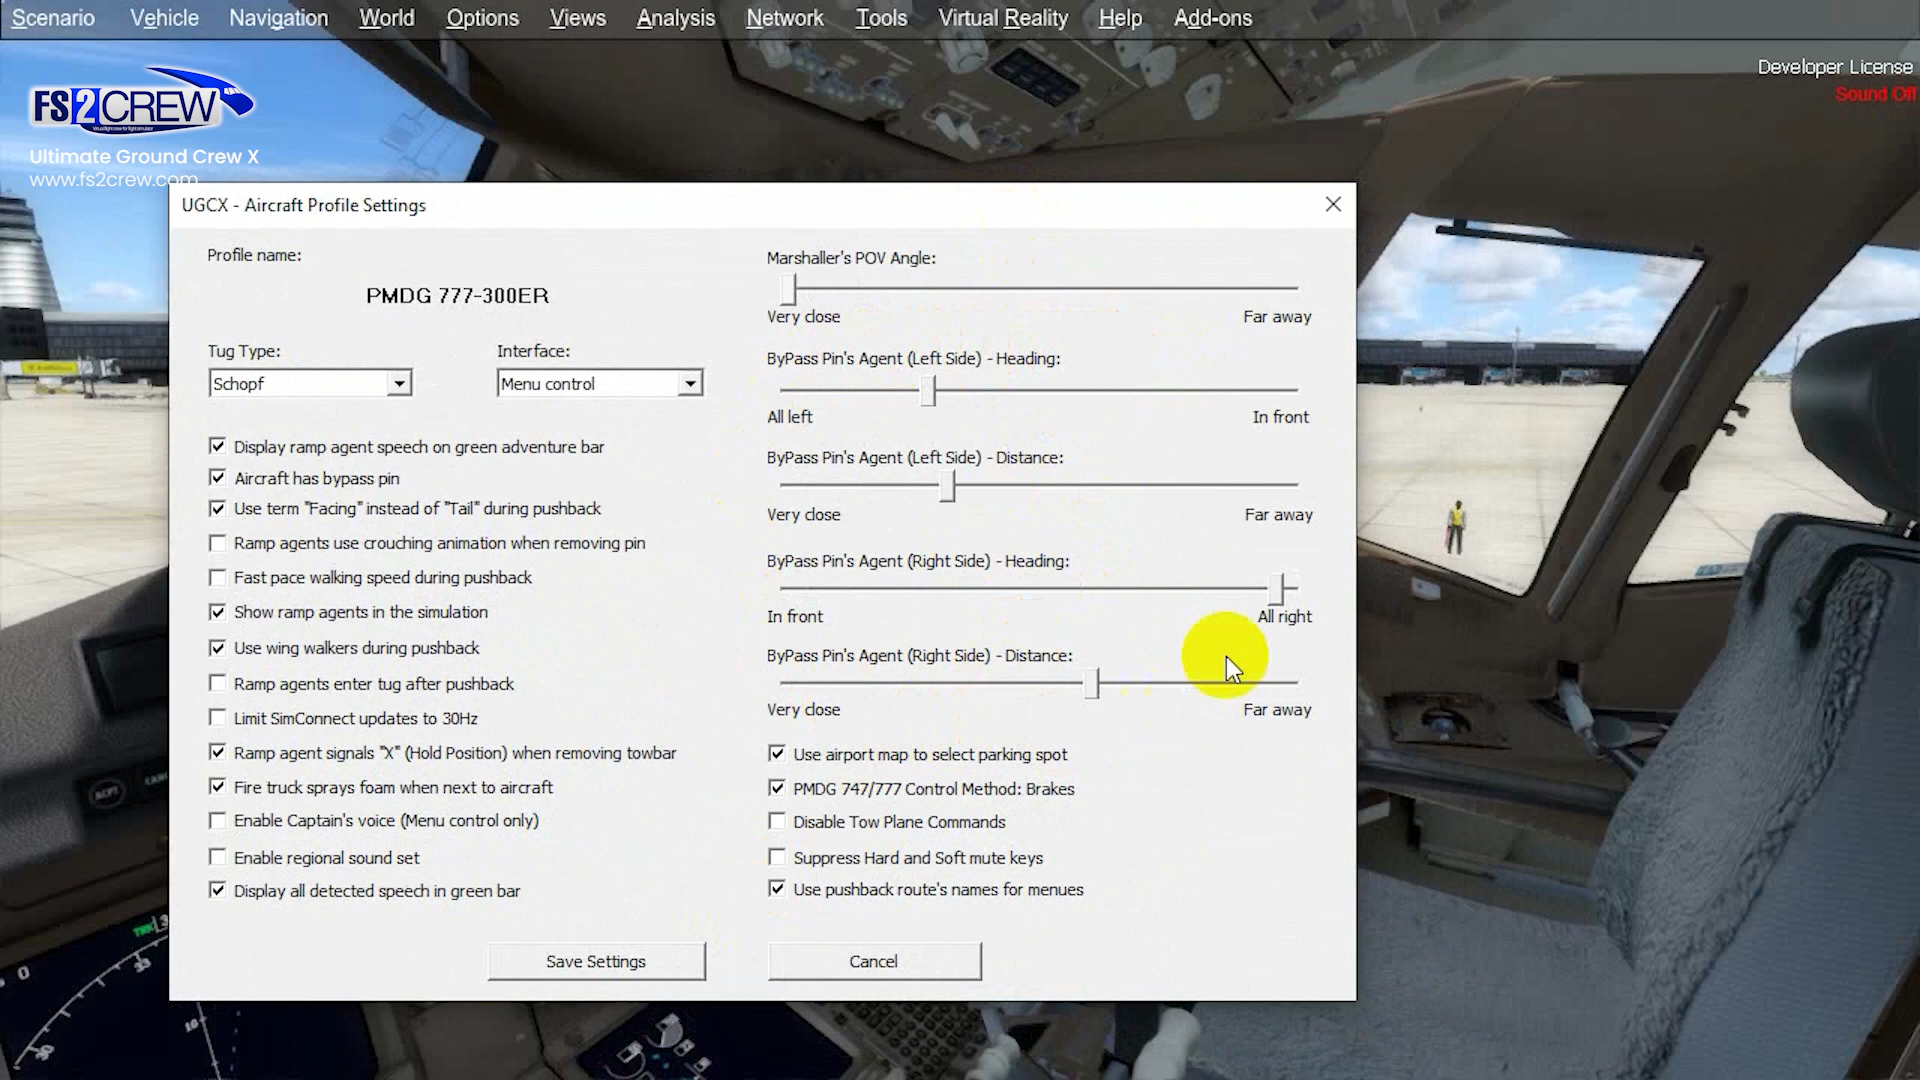 Scenario Vehicle Navigation World Options Views Analysis Network Tools Virtual Reality Help Add-ons
Developer License
Sound Off
FS2CREW
Ultimate Ground Crew X
www.fs2crew.com
UGCX - Aircraft Profile Settings
Profile name:
PMDG 777-300ER
Tug Type:
Interface:
Schopf
Menu control
Display ramp agent speech on green adventure bar
Aircraft has bypass pin
Use term "Facing" instead of "Tail" during pushback
Ramp agents use crouching animation when removing pin
Fast pace walking speed during pushback
Show ramp agents in the simulation
Use wing walkers during pushback
Ramp agents enter tug after pushback
Limit SimConnect updates to 30Hz
Ramp agent signals "X" (Hold Position) when removing towbar
Fire truck sprays foam when next to aircraft
Enable Captain's voice (Menu control only)
Enable regional sound set
Display all detected speech in green bar
Marshaller's POV Angle:
Very close Far away
ByPass Pin's Agent (Left Side) - Heading:
All left In front
ByPass Pin's Agent (Left Side) - Distance:
Very close Far away
ByPass Pin's Agent (Right Side) - Heading:
In front All right
ByPass Pin's Agent (Right Side) - Distance:
Very close Far away
Use airport map to select parking spot
PMDG 747/777 Control Method: Brakes
Disable Tow Plane Commands
Suppress Hard and Soft mute keys
Use pushback route's names for menues
Save Settings
Cancel
0
33
30
10